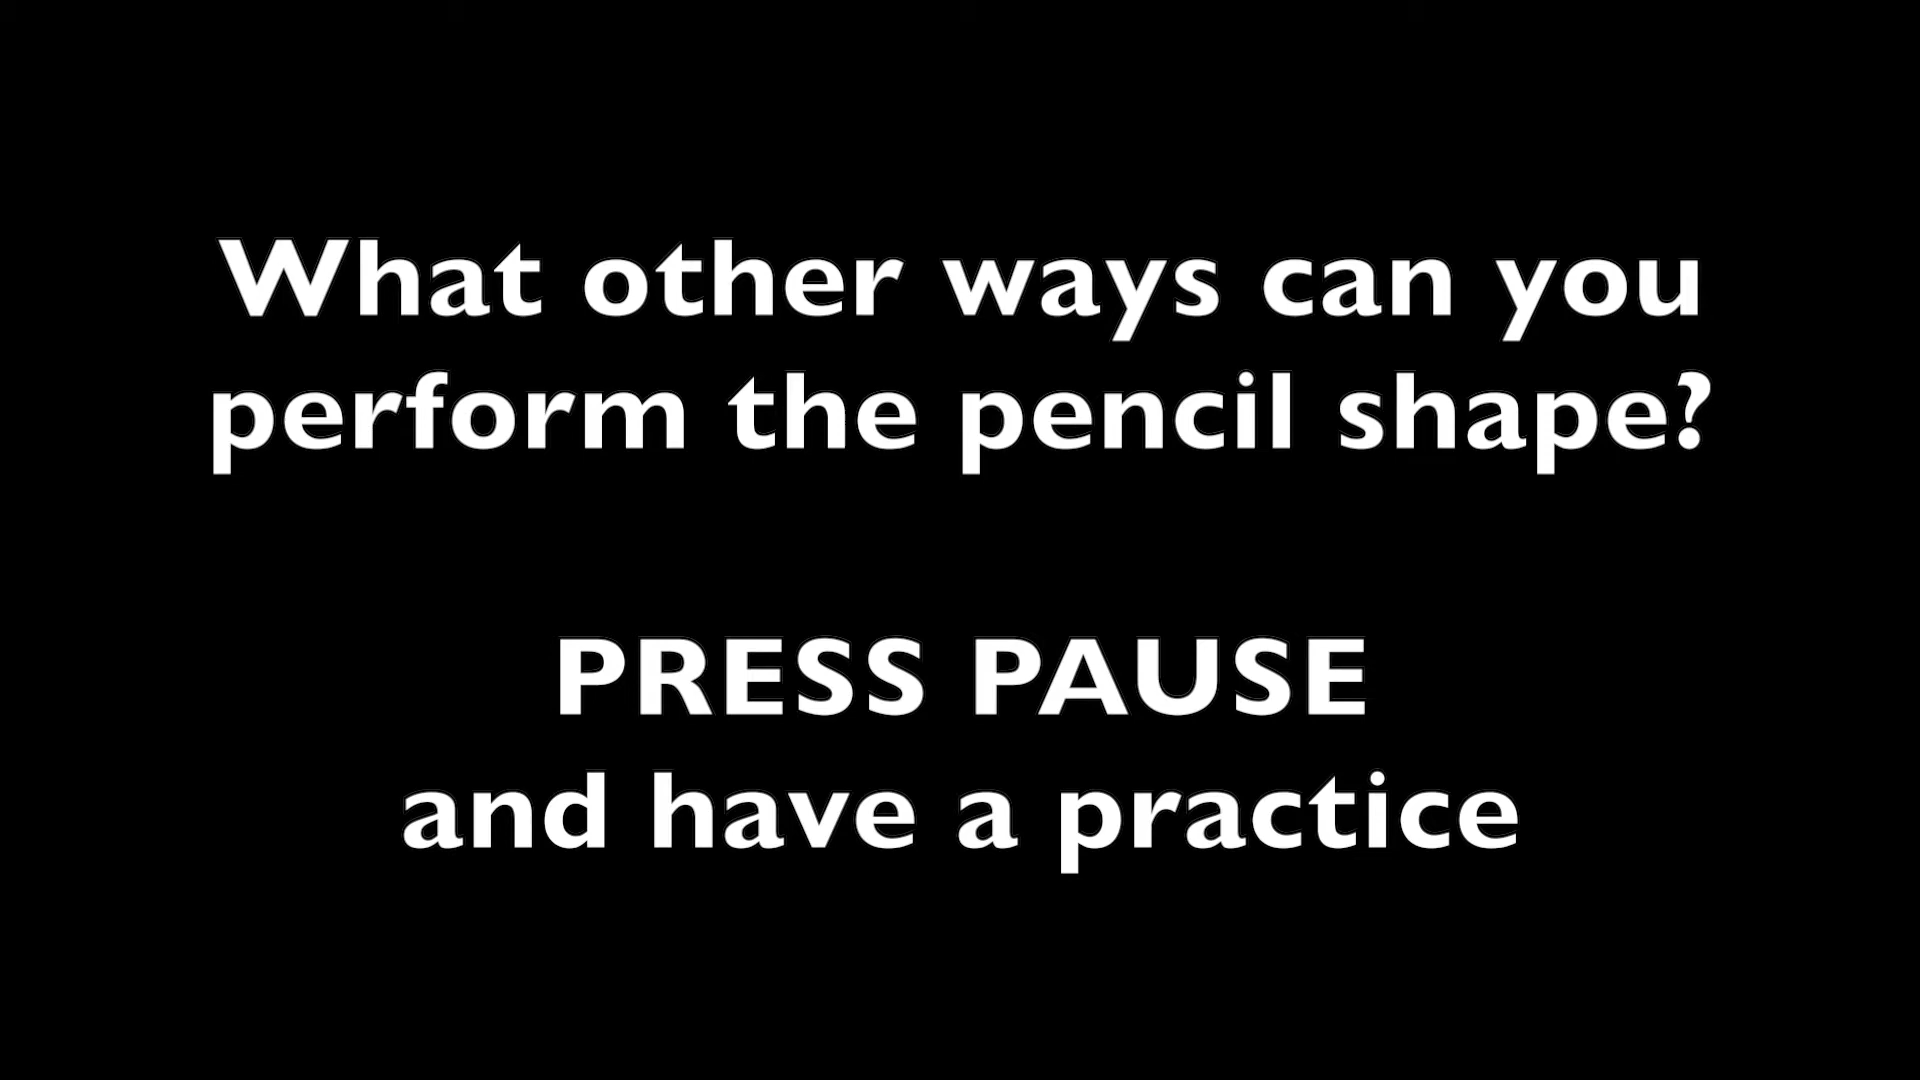 What other ways can you
perform the pencil shape?
PRESS PAUSE
and have a practice